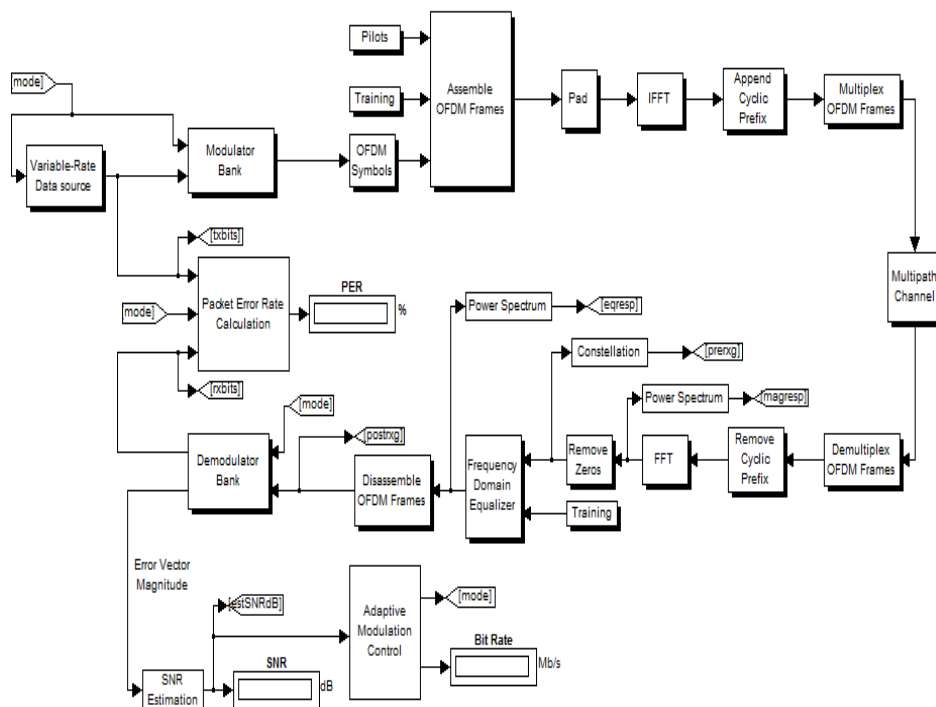 Pilots
Training
Assemble
OFDM Frames
Pad
IFFT
Append
Cyclic
Prefix
Multiplex
OFDM Frames
mode]
Variable-Rate
Data source
Modulator
Bank
OFDM
Symbols
[txbits]
Packet Error Rate
Calculation
mode]
PER
%
[rxbits]
Multipath
Channel
Power Spectrum
[eqresp]
Constellation
[prerxg]
Power Spectrum
[magresp]
[mode]
[postrxg]
Demodulator
Bank
Disassemble
OFDM Frames
Frequency
Domain
Equalizer
Remove
Zeros
FFT
Remove
Cyclic
Prefix
Demultiplex
OFDM Frames
Training
Error Vector
Magnitude
[estSNRdB]
Adaptive
Modulation
Control
[mode]
Bit Rate
Mb/s
SNR
Estimation
SNR
dB